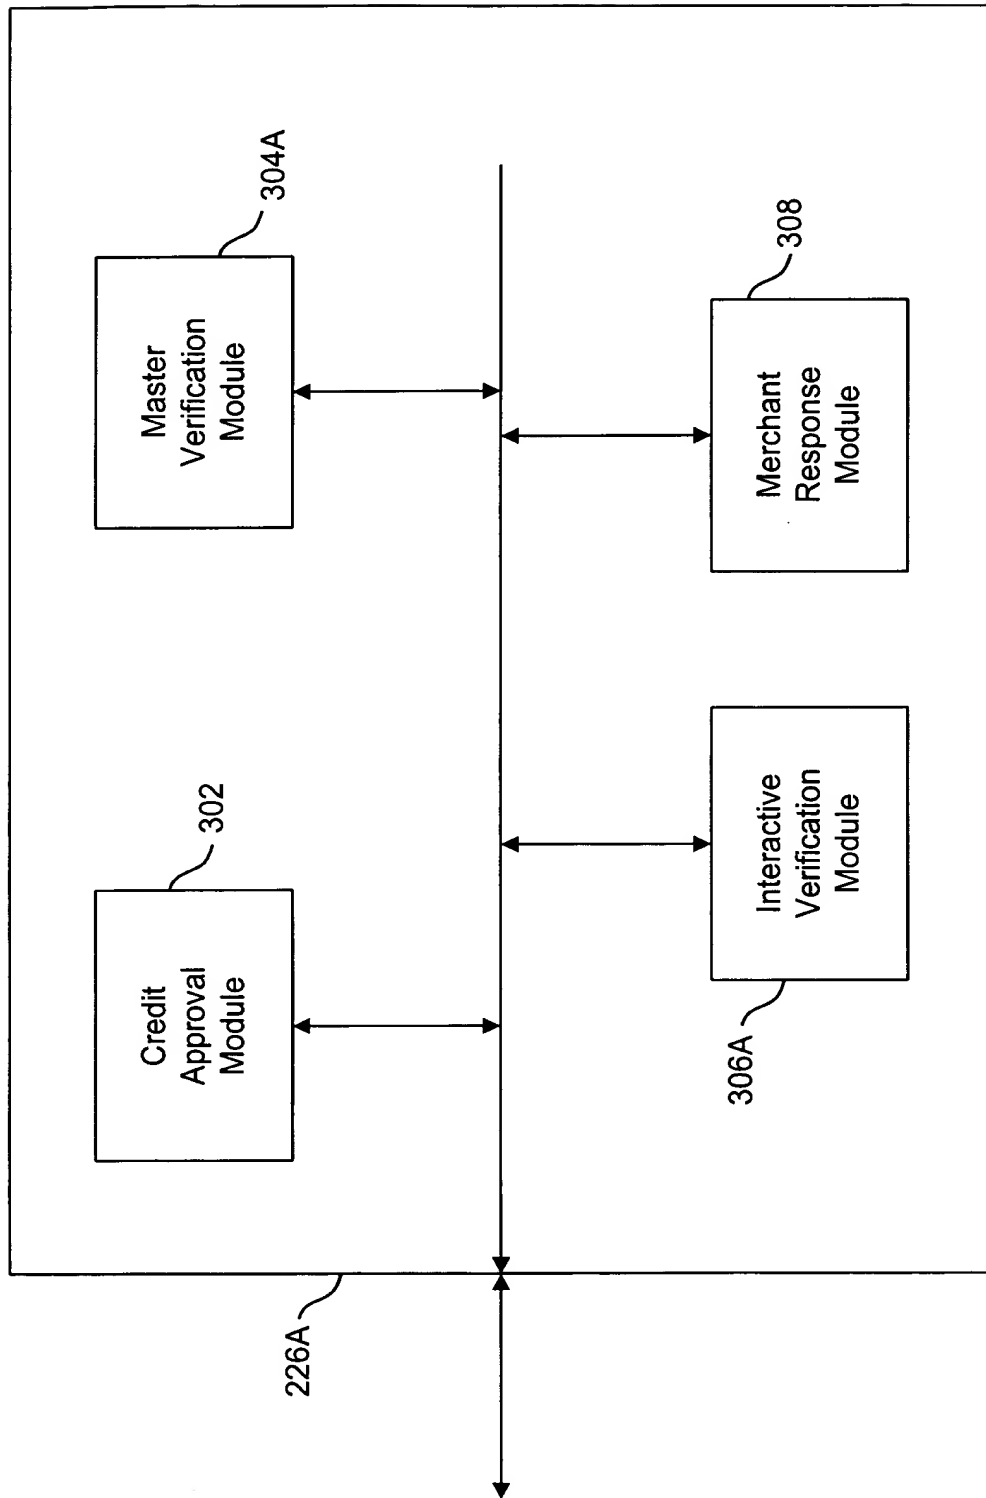 Credit
Approval
Module
302
Master
Verification
Module
304A
226A
Interactive
Verification
Module
306A
Merchant
Response
Module
308